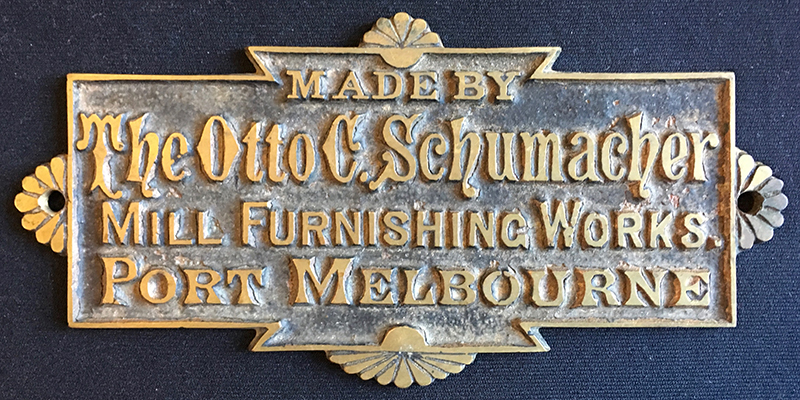 MADE BY
The Otto C. Schumacher
MILL FURNISHING WORKS.
PORT MELBOURNE